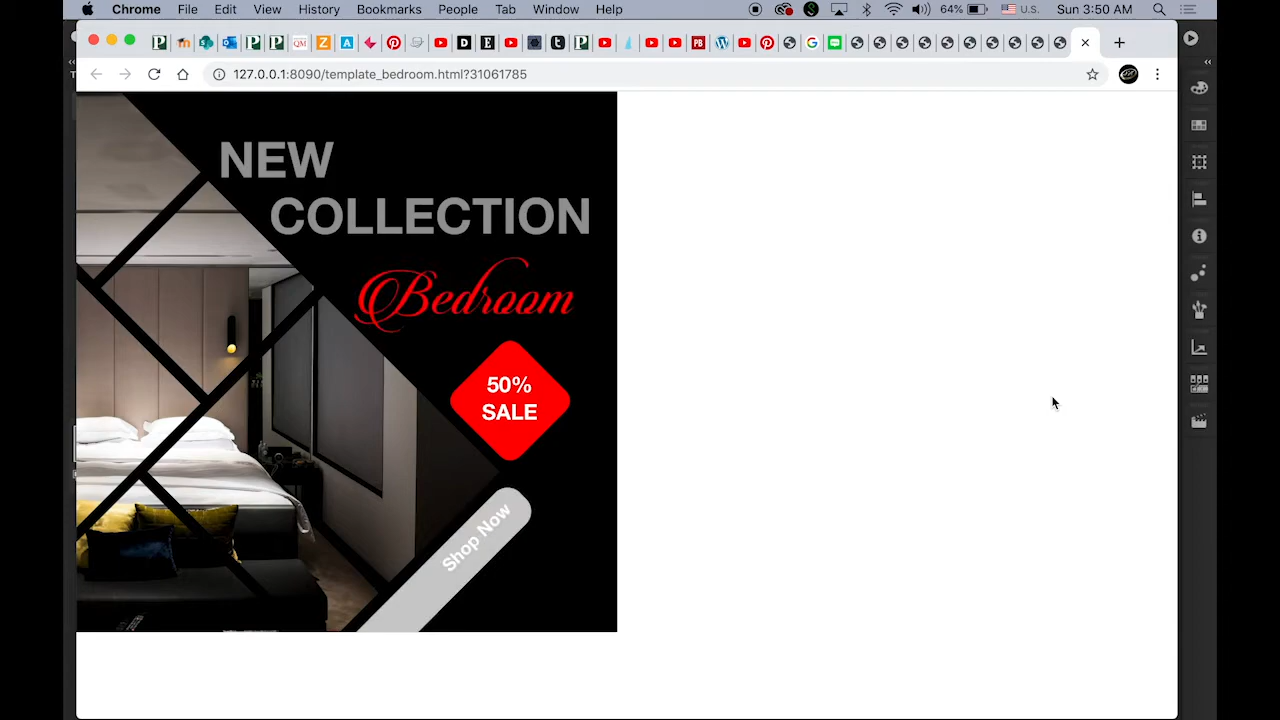 Chrome File Edit View History Bookmarks People Tab Window Help 64% U.S. Sun 3:50 AM
127.0.0.1:8090/template_bedroom.html?31061785
NEW
COLLECTION
Bedroom
50%
SALE
Shop Now